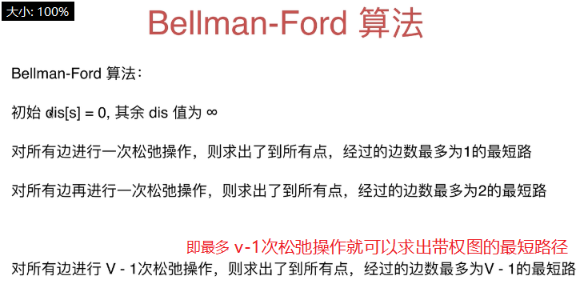 大小: 100%
Bellman-Ford 算法
Bellman-Ford 算法：
初始 dis[s] = 0, 其余 dis 值为 ∞
对所有边进行一次松弛操作，则求出了到所有点，经过的边数最多为1的最短路
对所有边再进行一次松弛操作，则求出了到所有点，经过的边数最多为2的最短路
即最多 v-1次松弛操作就可以求出带权图的最短路径
对所有边进行 V - 1次松弛操作，则求出了到所有点，经过的边数最多为V - 1的最短路